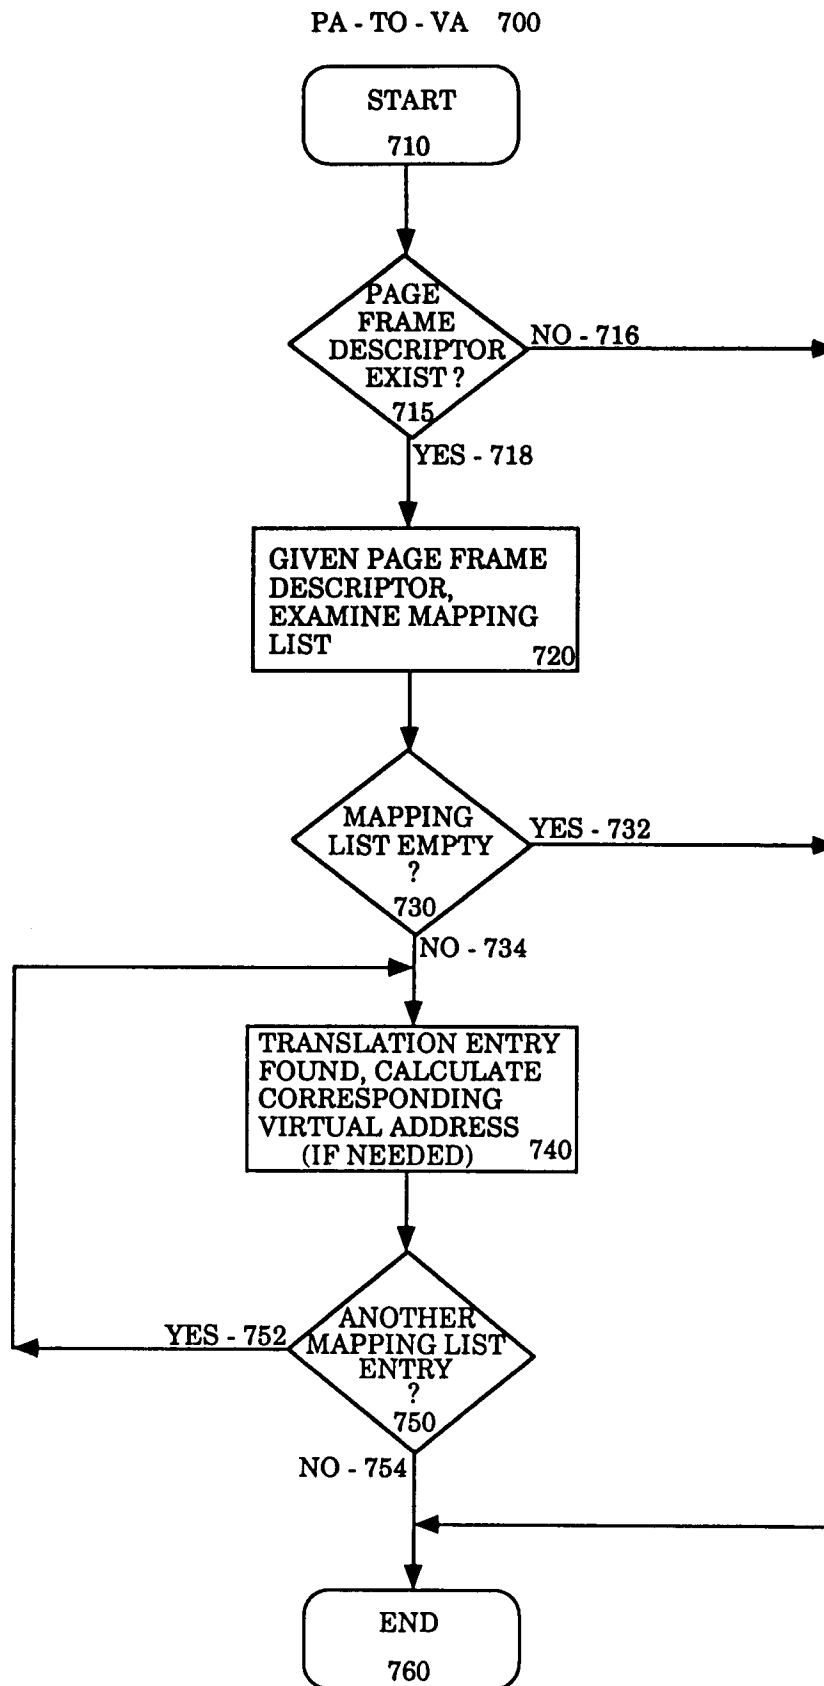 PA - TO - VA 700
START
710
PAGE
FRAME
DESCRIPTOR
EXIST ?
715
NO - 716
YES - 718
GIVEN PAGE FRAME
DESCRIPTOR,
EXAMINE MAPPING
LIST
720
MAPPING
LIST EMPTY
?
730
YES - 732
NO - 734
TRANSLATION ENTRY
FOUND, CALCULATE
CORRESPONDING
VIRTUAL ADDRESS
(IF NEEDED)
740
ANOTHER
MAPPING LIST
ENTRY
?
750
YES - 752
NO - 754
END
760